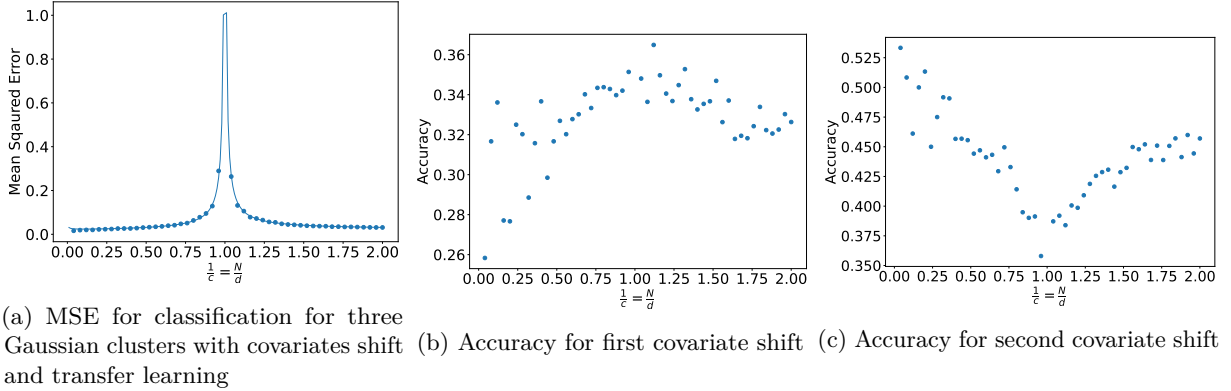 1.0
0.8
0.6
0.4
0.2
0.0
Mean Sqaured Error
0.00 0.25 0.50 0.75 1.00 1.25 1.50 1.75 2.00
1/c = N/d
(a) MSE for classification for three
Gaussian clusters with covariates shift
and transfer learning
0.36
0.34
0.32
0.30
0.28
0.26
Accuracy
0.00 0.25 0.50 0.75 1.00 1.25 1.50 1.75 2.00
1/c = N/d
(b) Accuracy for first covariate shift
0.525
0.500
0.475
0.450
0.425
0.400
0.375
0.350
Accuracy
0.00 0.25 0.50 0.75 1.00 1.25 1.50 1.75 2.00
1/c = N/d
(c) Accuracy for second covariate shift